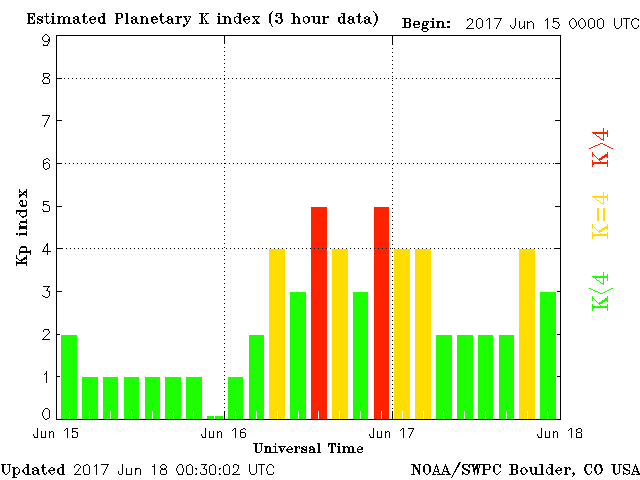 Estimated Planetary K index (3 hour data)
Begin: 2017 Jun 15 0000 UTC
9
8
7
6
5
4
3
2
1
0
Kp index
K>4
K=4
K<4
Jun 15
Jun 16
Jun 17
Jun 18
Universal Time
Updated 2017 Jun 18 00:30:02 UTC
NOAA/SWPC Boulder, CO USA